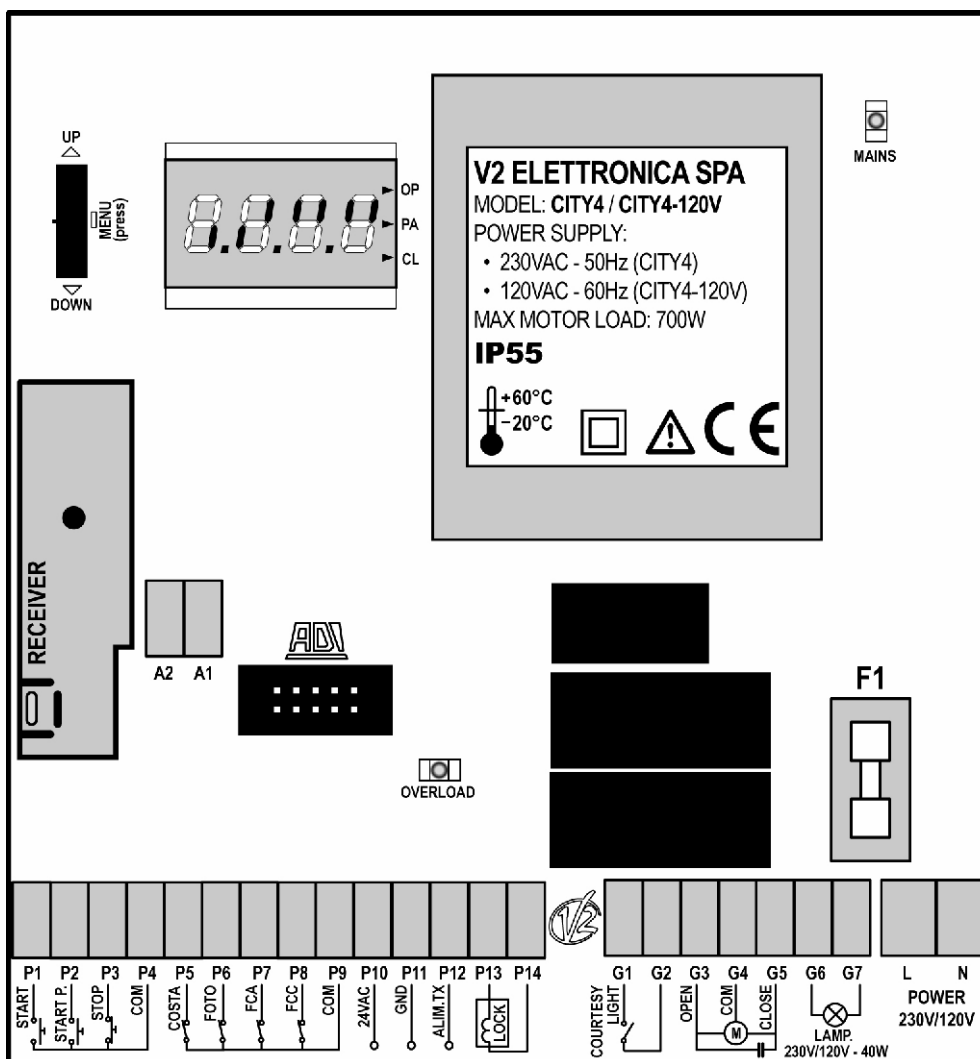 UP
MENU
(press)
DOWN
OP
PA
CL
V2 ELETTRONICA SPA
MODEL: CITY4 / CITY4-120V
POWER SUPPLY:
• 230VAC - 50Hz (CITY4)
• 120VAC - 60Hz (CITY4-120V)
MAX MOTOR LOAD: 700W
IP55
+60°C
-20°C
CE
MAINS
RECEIVER
A2 A1
ADI
OVERLOAD
F1
V2
P1 P2 P3 P4 P5 P6 P7 P8 P9 P10 P11 P12 P13 P14
START
START P.
STOP
COM
COSTA
FOTO
FCA
FCC
COM
24VAC
GND
ALIM.TX
LOCK
G1 G2 G3 G4 G5 G6 G7
COURTESY
LIGHT
OPEN
COM
M
CLOSE
LAMP.
230V/120V - 40W
L N
POWER
230V/120V